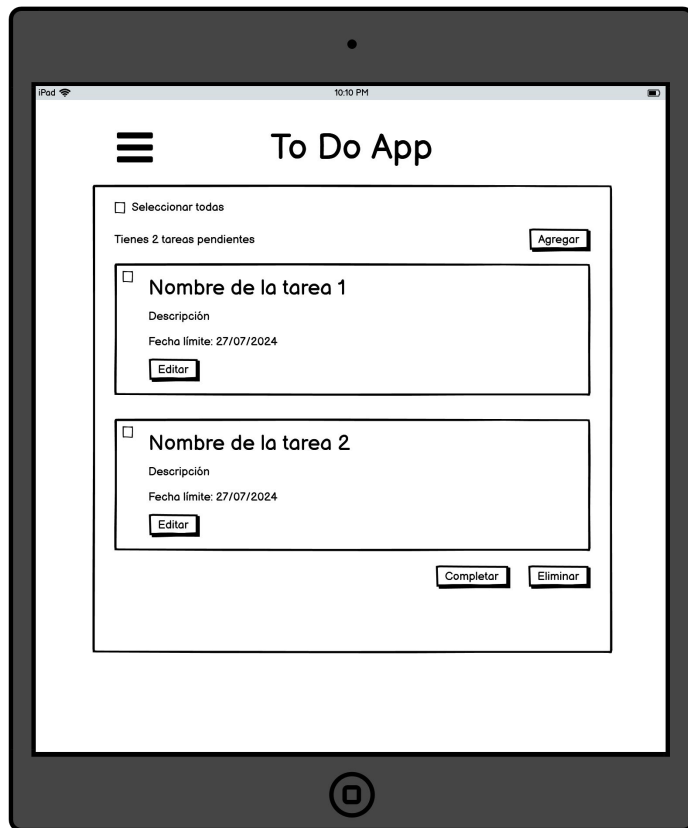 iPad
10:10 PM
To Do App
Seleccionar todas
Tienes 2 tareas pendientes
Agregar
Nombre de la tarea 1
Descripción
Fecha límite: 27/07/2024
Editar
Nombre de la tarea 2
Descripción
Fecha límite: 27/07/2024
Editar
Completar
Eliminar